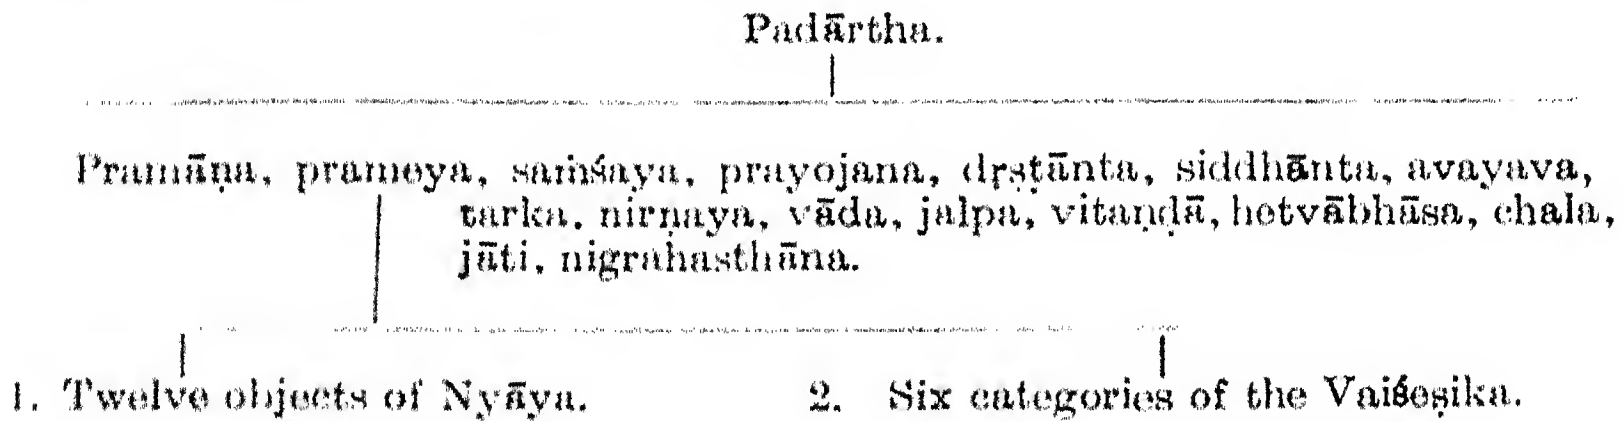 Padārtha.
Pramāṇa, prameya, saṁśaya, prayojana, dṛṣṭānta, siddhānta, avayava,
tarka, nirṇaya, vāda, jalpa, vitaṇḍā, hetvābhāsa, chala,
jāti, nigrahasthāna.
1. Twelve objects of Nyāya. 2. Six categories of the Vaiśeṣika.